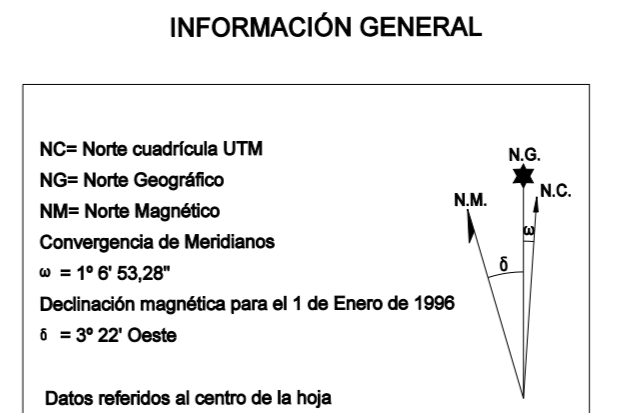 INFORMACIÓN GENERAL
NC= Norte cuadrícula UTM
NG= Norte Geográfico
NM= Norte Magnético
Convergencia de Meridianos
ω = 1º 6' 53,28"
Declinación magnética para el 1 de Enero de 1996
δ = 3º 22' Oeste
Datos referidos al centro de la hoja
N.G.
N.M.
N.C.
ω
δ